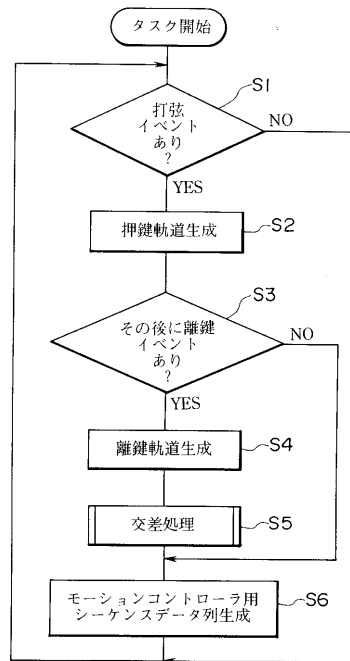 タスク開始
S1
打弦
イベント
あり
?
NO
YES
押鍵軌道生成
S2
S3
その後に離鍵
イベント
あり
?
NO
YES
離鍵軌道生成
S4
交差処理
S5
モーションコントローラ用
シーケンスデータ列生成
S6